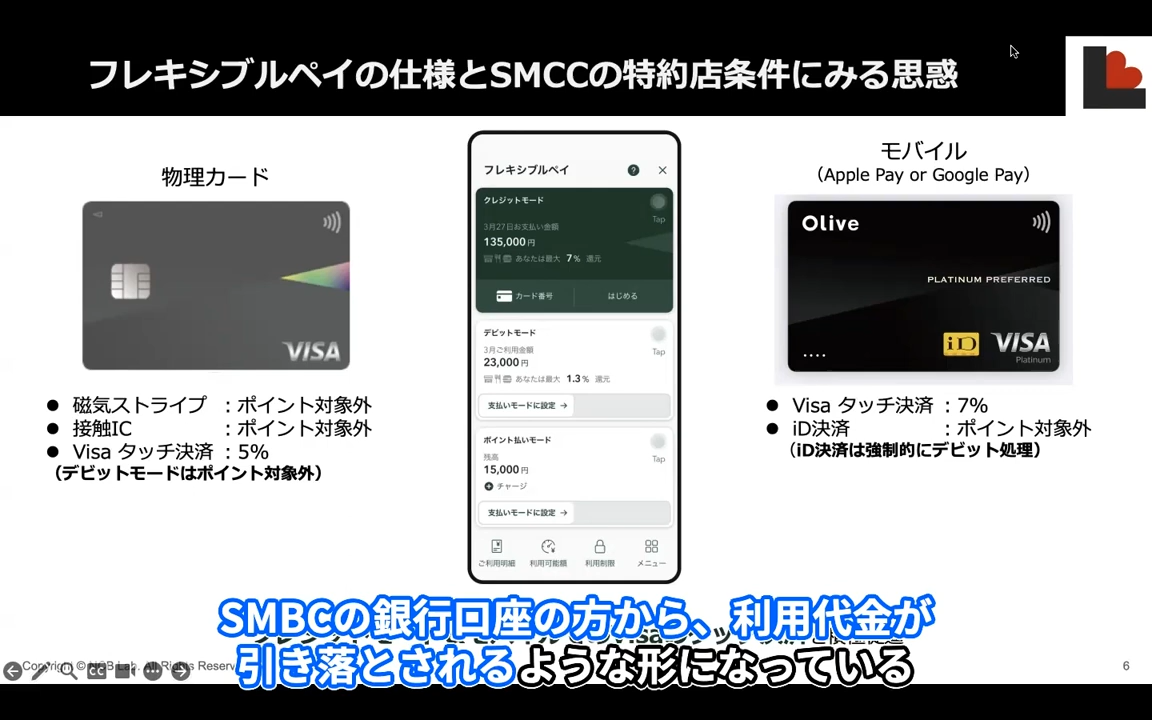 フレキシブルペイの仕様とSMCCの特約店条件にみる思惑
物理カード
VISA
● 磁気ストライプ ：ポイント対象外
● 接触IC ：ポイント対象外
● Visa タッチ決済 ：5%
（デビットモードはポイント対象外）
フレキシブルペイ ? ×
クレジットモード
Tap
3月27日お支払い金額
135,000 円
あなたは最大 7% 還元
カード番号 はじめる
デビットモード
Tap
3月ご利用金額
23,000 円
あなたは最大 1.3% 還元
支払いモードに設定 →
ポイント払いモード
Tap
残高
15,000 円
チャージ
支払いモードに設定 →
ご利用明細 利用可能額 利用制限 メニュー
モバイル
（Apple Pay or Google Pay）
Olive
PLATINUM PREFERRED
iD VISA
Platinum
● Visa タッチ決済 ：7%
● iD決済 ：ポイント対象外
（iD決済は強制的にデビット処理）
SMBCの銀行口座の方から、利用代金が
引き落とされるような形になっている
Copyright © NCB Lab. All Rights Reserv
6